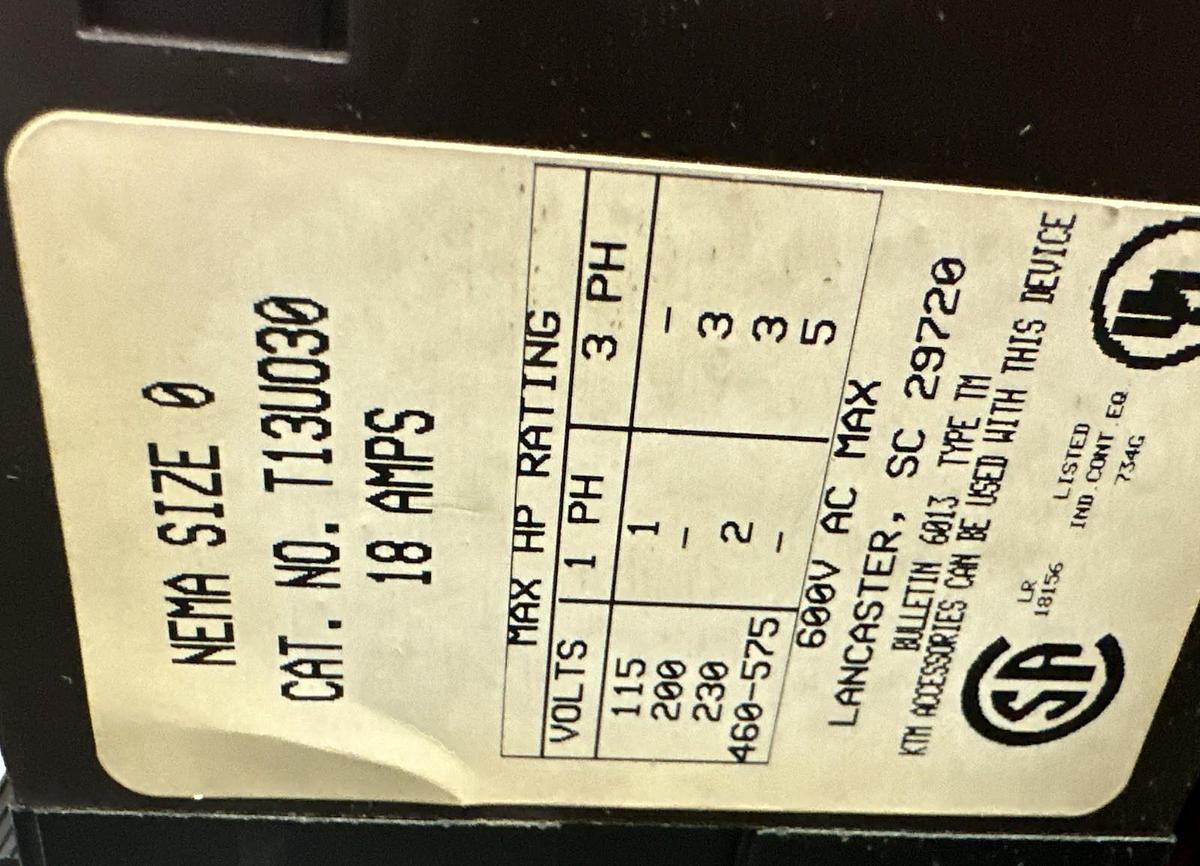 NEMA SIZE 0
CAT. NO. T13U030
18 AMPS
MAX HP RATING
VOLTS 1 PH 3 PH
115 1 -
200 - 3
230 2 3
460-575 - 5
600V AC MAX
LANCASTER, SC 29720
BULLETIN 6013 TYPE TM
KTM ACCESSORIES CAN BE USED WITH THIS DEVICE
SA
LR
18156
LISTED
IND.CONT.EQ
734G
UL